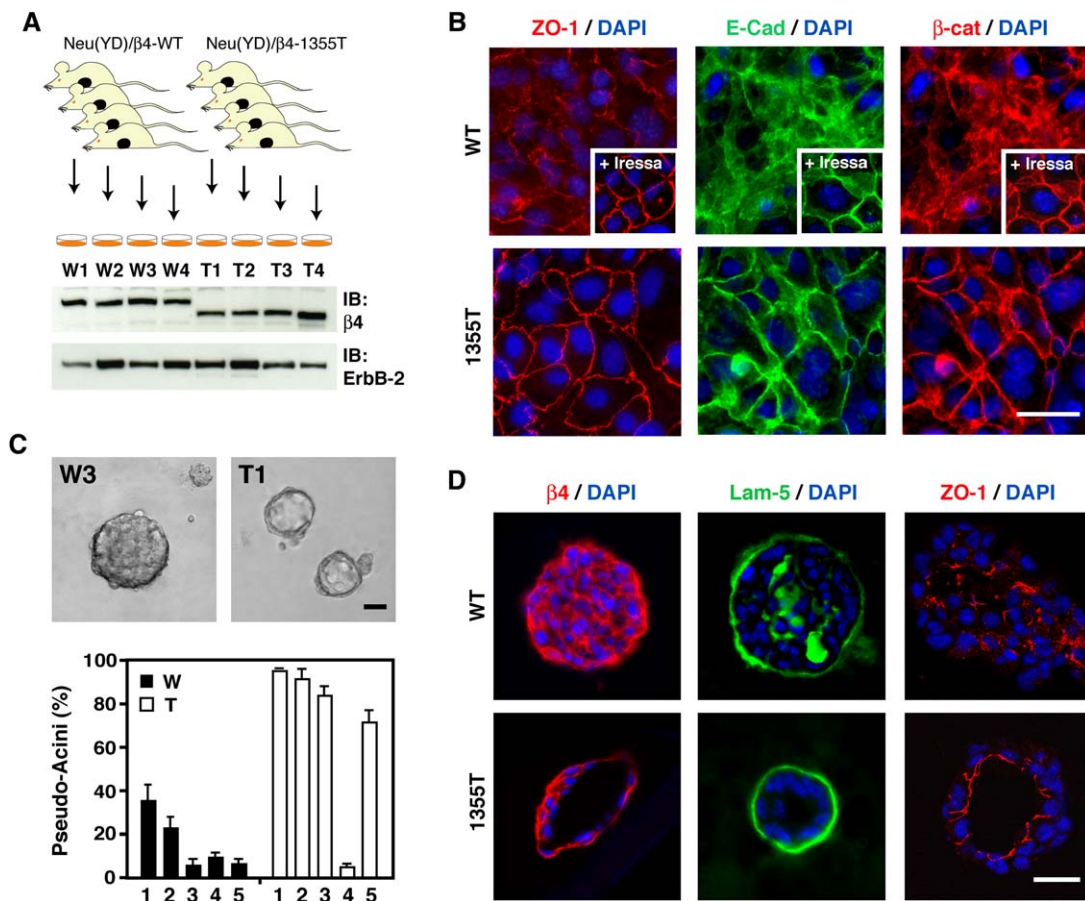 A
Neu(YD)/β4-WT Neu(YD)/β4-1355T
W1 W2 W3 W4 T1 T2 T3 T4
IB:
β4
IB:
ErbB-2
B
ZO-1 / DAPI E-Cad / DAPI β-cat / DAPI
WT
+ Iressa + Iressa + Iressa
1355T
C
W3 T1
100
80
60
40
20
0
Pseudo-Acini (%)
W
T
1 2 3 4 5 1 2 3 4 5
D
β4 / DAPI Lam-5/ DAPI ZO-1 / DAPI
WT
1355T